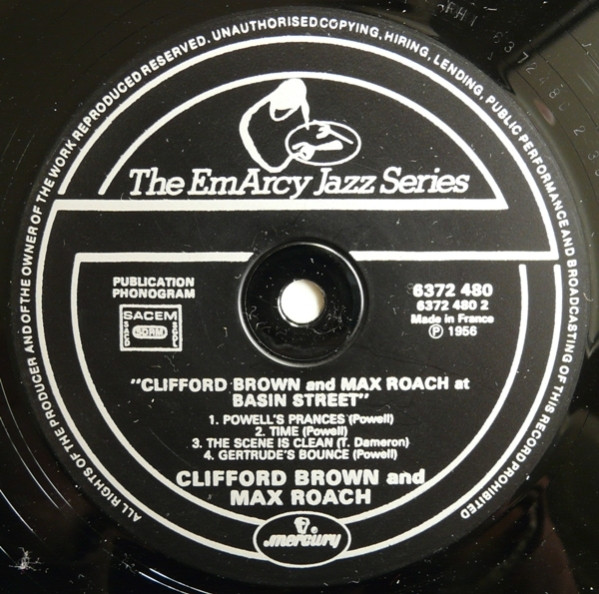 ALL RIGHTS OF THE PRODUCER AND OF THE OWNER OF THE WORK REPRODUCED RESERVED. UNAUTHORISED COPYING, HIRING, LENDING, PUBLIC PERFORMANCE AND BROADCASTING OF THIS RECORD PROHIBITED
The EmArcy Jazz Series
PUBLICATION
PHONOGRAM
SACEM
SDRM
6372 480
6372 480 2
Made in France
℗ 1956
"CLIFFORD BROWN and MAX ROACH at
BASIN STREET"
1. POWELL'S PRANCES (Powell)
2. TIME (Powell)
3. THE SCENE IS CLEAN (T. Dameron)
4. GERTRUDE'S BOUNCE (Powell)
CLIFFORD BROWN and
MAX ROACH
mercury